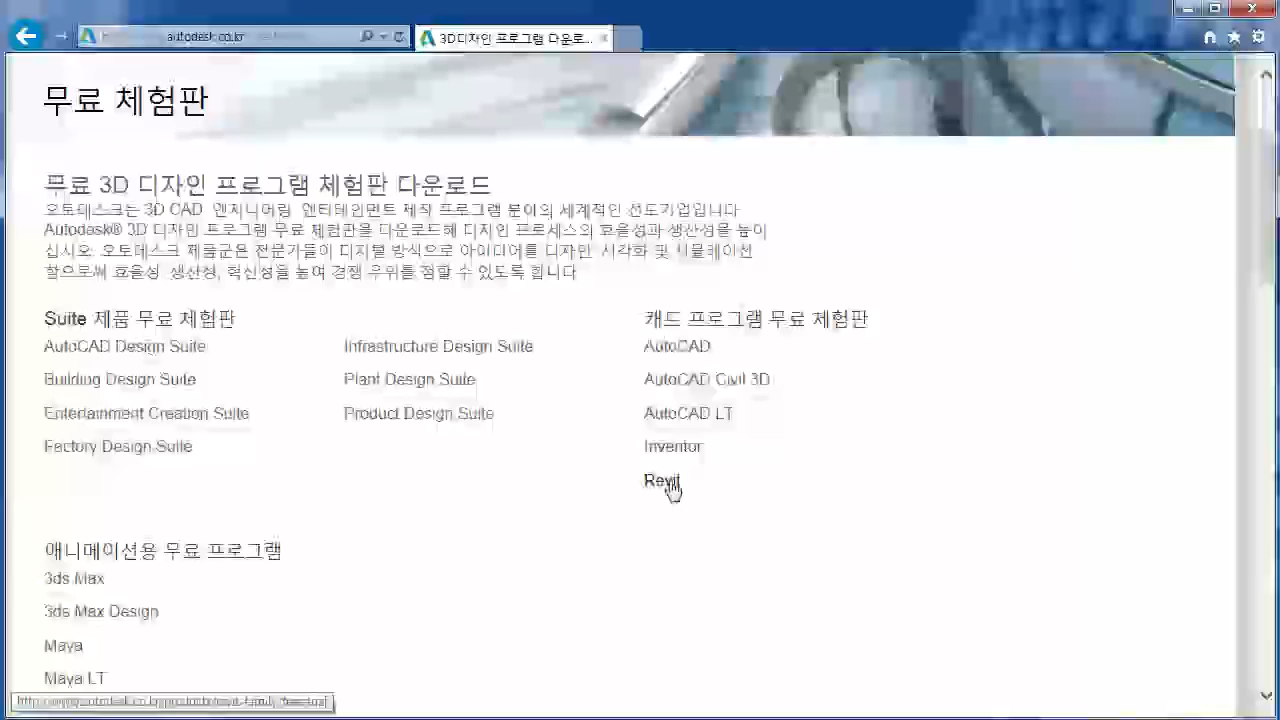 autodesk.co.kr
3D디자인 프로그램 다운로...
무료 체험판
무료 3D 디자인 프로그램 체험판 다운로드
오토데스크는 3D CAD 엔지니어링 엔터테인먼트 제작 프로그램 분야의 세계적인 선도기업입니다
Autodesk® 3D 디자인 프로그램 무료 체험판을 다운로드해 디자인 프로세스의 효율성과 생산성을 높이
십시오. 오토데스크 제품군은 전문가들이 디지털 방식으로 아이디어를 디자인 시각화 및 시뮬레이션
함으로써 효율성, 생산성, 혁신성을 높여 경쟁 우위를 점할 수 있도록 합니다
Suite 제품 무료 체험판
AutoCAD Design Suite
Building Design Suite
Entertainment Creation Suite
Factory Design Suite
Infrastructure Design Suite
Plant Design Suite
Product Design Suite
캐드 프로그램 무료 체험판
AutoCAD
AutoCAD Civil 3D
AutoCAD LT
Inventor
Revit
애니메이션용 무료 프로그램
3ds Max
3ds Max Design
Maya
Maya LT